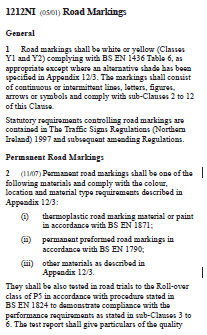 1212NI (05/01) Road Markings
General
1 Road markings shall be white or yellow (Classes
Y1 and Y2) complying with BS EN 1436 Table 6, as
appropriate except where an alternative shade has been
specified in Appendix 12/3. The markings shall consist
of continuous or intermittent lines, letters, figures,
arrows or symbols and comply with sub-Clauses 2 to 12
of this Clause.
Statutory requirements controlling road markings are
contained in The Traffic Signs Regulations (Northern
Ireland) 1997 and subsequent amending Regulations.
Permanent Road Markings
2 (11/07) Permanent road markings shall be one of the
following materials and comply with the colour,
location and material type requirements described in
Appendix 12/3:
(i) thermoplastic road marking material or paint
in accordance with BS EN 1871;
(ii) permanent preformed road markings in
accordance with BS EN 1790;
(iii) other materials as described in
Appendix 12/3.
They shall be also tested in road trials to the Roll-over
class of P5 in accordance with procedure stated in
BS EN 1824 to demonstrate compliance with the
performance requirements as stated in sub-Clauses 3 to
6. The test report shall give particulars of the quality